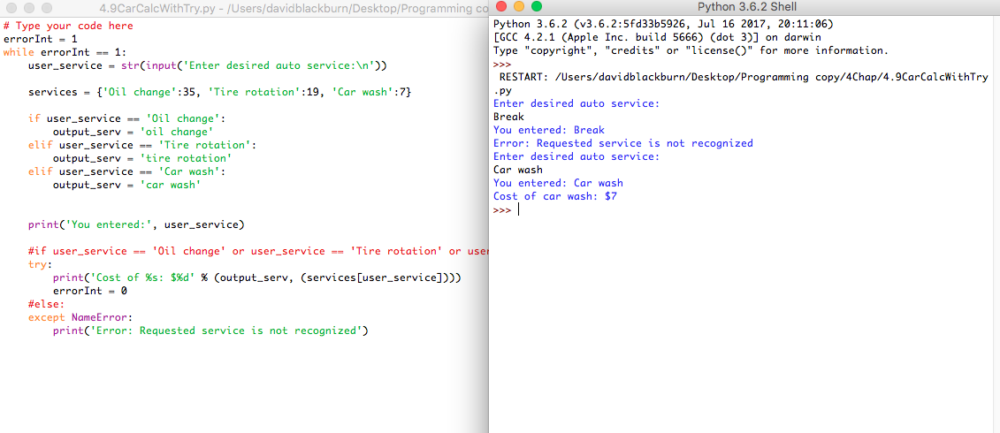 4.9CarCalcWithTry.py - /Users/davidblackburn/Desktop/Programming co
# Type your code here
errorInt = 1
while errorInt == 1:
    user_service = str(input('Enter desired auto service:\n'))

    services = {'Oil change':35, 'Tire rotation':19, 'Car wash':7}

    if user_service == 'Oil change':
        output_serv = 'oil change'
    elif user_service == 'Tire rotation':
        output_serv = 'tire rotation'
    elif user_service == 'Car wash':
        output_serv = 'car wash'

    print('You entered:', user_service)

    #if user_service == 'Oil change' or user_service == 'Tire rotation' or user
    try:
        print('Cost of %s: $%d' % (output_serv, (services[user_service])))
        errorInt = 0
    #else:
    except NameError:
        print('Error: Requested service is not recognized')
Python 3.6.2 Shell
Python 3.6.2 (v3.6.2:5fd33b5926, Jul 16 2017, 20:11:06)
[GCC 4.2.1 (Apple Inc. build 5666) (dot 3)] on darwin
Type "copyright", "credits" or "license()" for more information.
>>>
 RESTART: /Users/davidblackburn/Desktop/Programming copy/4Chap/4.9CarCalcWithTry
.py
Enter desired auto service:
Break
You entered: Break
Error: Requested service is not recognized
Enter desired auto service:
Car wash
You entered: Car wash
Cost of car wash: $7
>>>